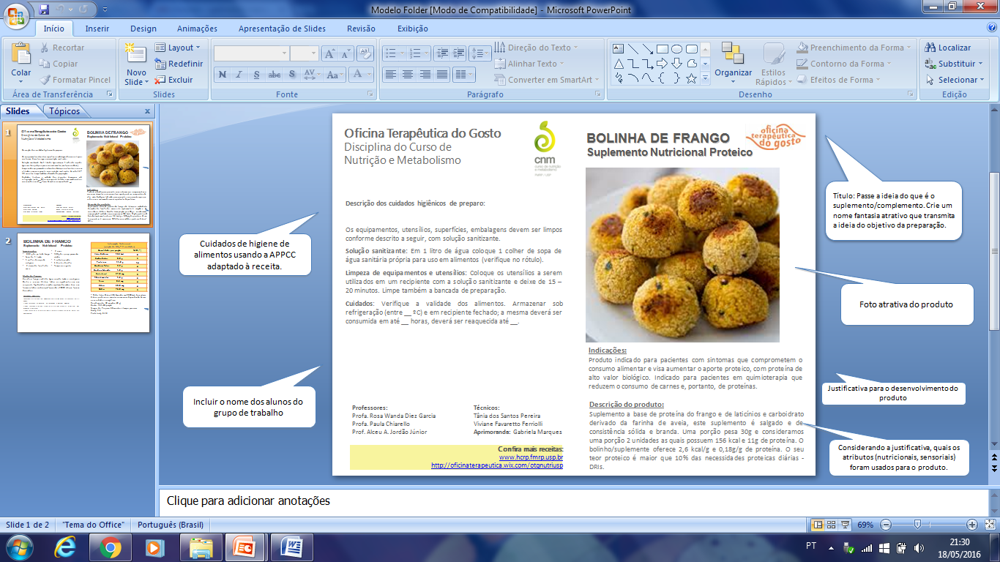 Modelo Folder [Modo de Compatibilidade] - Microsoft PowerPoint
Início
Inserir
Design
Animações
Apresentação de Slides
Revisão
Exibição
Colar
Recortar
Copiar
Formatar Pincel
Área de Transferência
Novo
Slide
Layout
Redefinir
Excluir
Slides
Fonte
Direção do Texto
Alinhar Texto
Converter em SmartArt
Parágrafo
Organizar
Estilos
Rápidos
Preenchimento da Forma
Contorno da Forma
Efeitos de Forma
Desenho
Localizar
Substituir
Selecionar
Edição
Slides
Tópicos
1
2
Cuidados de higiene de
alimentos usando a APPCC
adaptado à receita.
Incluir o nome dos alunos do
grupo de trabalho
Oficina Terapêutica do Gosto
Disciplina do Curso de
Nutrição e Metabolismo
cnm
curso de nutrição
e metabolismo
Descrição dos cuidados higiênicos de preparo:
Os equipamentos, utensílios, superfícies, embalagens devem ser limpos
conforme descrito a seguir, com solução sanitizante.
Solução sanitizante: Em 1 litro de água coloque 1 colher de sopa de
água sanitária própria para uso em alimentos (verifique no rótulo).
Limpeza de equipamentos e utensílios: Coloque os utensílios a serem
utilizados em um recipiente com a solução sanitizante e deixe de 15 –
20 minutos. Limpe também a bancada de preparação.
Cuidados: Verifique a validade dos alimentos. Armazenar sob
refrigeração (entre __ ºC) e em recipiente fechado; a mesma deverá ser
consumida em até __ horas, deverá ser reaquecida até __.
Professores:
Profa. Rosa Wanda Diez Garcia
Profa. Paula Chiarello
Prof. Alceu A. Jordão Júnior
Técnicos:
Tânia dos Santos Pereira
Viviane Favaretto Ferriolli
Aprimoranda: Gabriela Marques
Confira mais receitas:
www.hcrp.fmrp.usp.br
http://oficinaterapeutica.wix.com/otgnutriusp
BOLINHA DE FRANGO
Suplemento Nutricional Proteico
oficina
terapêutica
do gosto
Indicações:
Produto indicado para pacientes com sintomas que comprometem o
consumo alimentar e visa aumentar o aporte proteico, com proteína de
alto valor biológico. Indicado para pacientes em quimioterapia que
reduzem o consumo de carnes e, portanto, de proteínas.
Descrição do produto:
Suplemento a base de proteína do frango e de laticínios e carboidrato
derivado da farinha de aveia, este suplemento é salgado e de
consistência sólida e branda. Uma porção pesa 30g e consideramos
uma porção 2 unidades as quais possuem 156 kcal e 11g de proteína. O
bolinho/suplemento oferece 2,6 kcal/g e 0,18g/g de proteína. O seu
teor proteico é maior que 10% das necessidades proteicas diárias -
DRIs.
Título: Passe a ideia do que é o
suplemento/complemento. Crie um
nome fantasia atrativo que transmita
a ideia do objetivo da preparação.
Foto atrativa do produto
Justificativa para o desenvolvimento do
produto
Considerando a justificativa, quais os
atributos (nutricionais, sensoriais)
foram usados para o produto.
Clique para adicionar anotações
Slide 1 de 2
"Tema do Office"
Português (Brasil)
69%
PT
21:30
18/05/2016